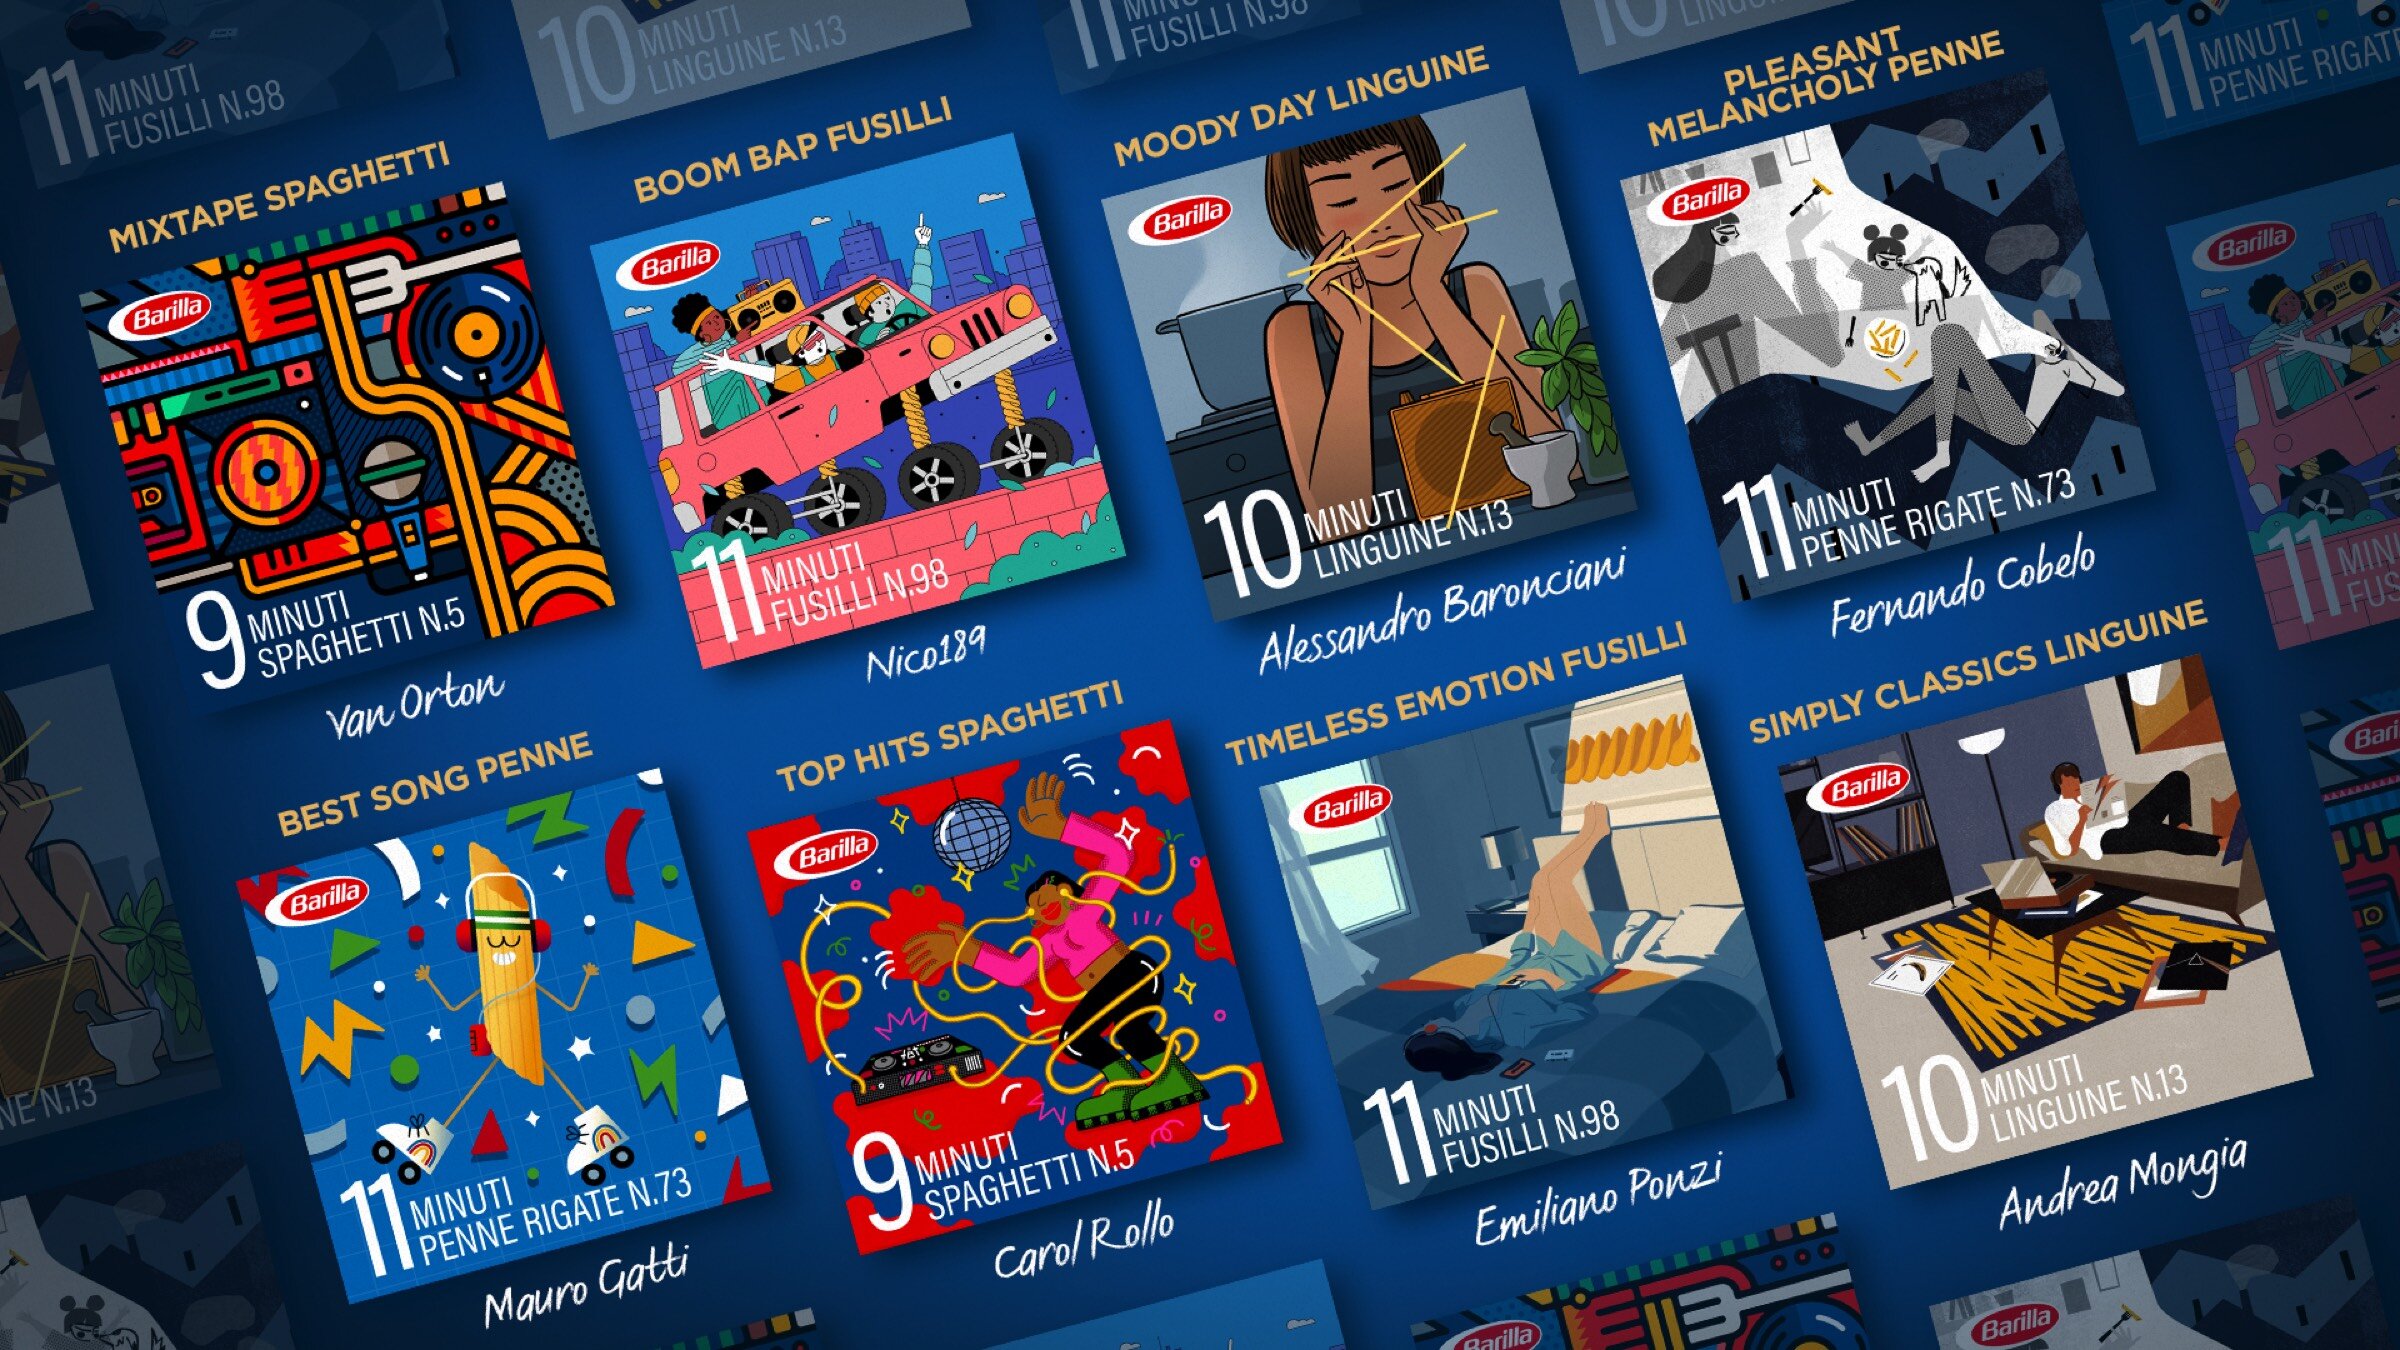 11 MINUTI
FUSILLI N.98
10 MINUTI
LINGUINE N.13
11 MINUTI
FUSILLI N.98
10
11 MINUTI
PENNE RIGAT
MIXTAPE SPAGHETTI
Barilla
9 MINUTI
SPAGHETTI N.5
Van Orton
BOOM BAP FUSILLI
Barilla
11 MINUTI
FUSILLI N.98
Nico189
MOODY DAY LINGUINE
Barilla
10 MINUTI
LINGUINE N.13
Alessandro Baronciani
PLEASANT
MELANCHOLY PENNE
Barilla
11 MINUTI
PENNE RIGATE N.73
Fernando Cobelo
Barilla
11 MINU
FUS
BEST SONG PENNE
Barilla
11 MINUTI
PENNE RIGATE N.73
Mauro Gatti
TOP HITS SPAGHETTI
Barilla
9 MINUTI
SPAGHETTI N.5
Carol Rollo
TIMELESS EMOTION FUSILLI
Barilla
11 MINUTI
FUSILLI N.98
Emiliano Ponzi
SIMPLY CLASSICS LINGUINE
Barilla
10 MINUTI
LINGUINE N.13
Andrea Mongia
Bari
NE N.13
Barilla
Barilla